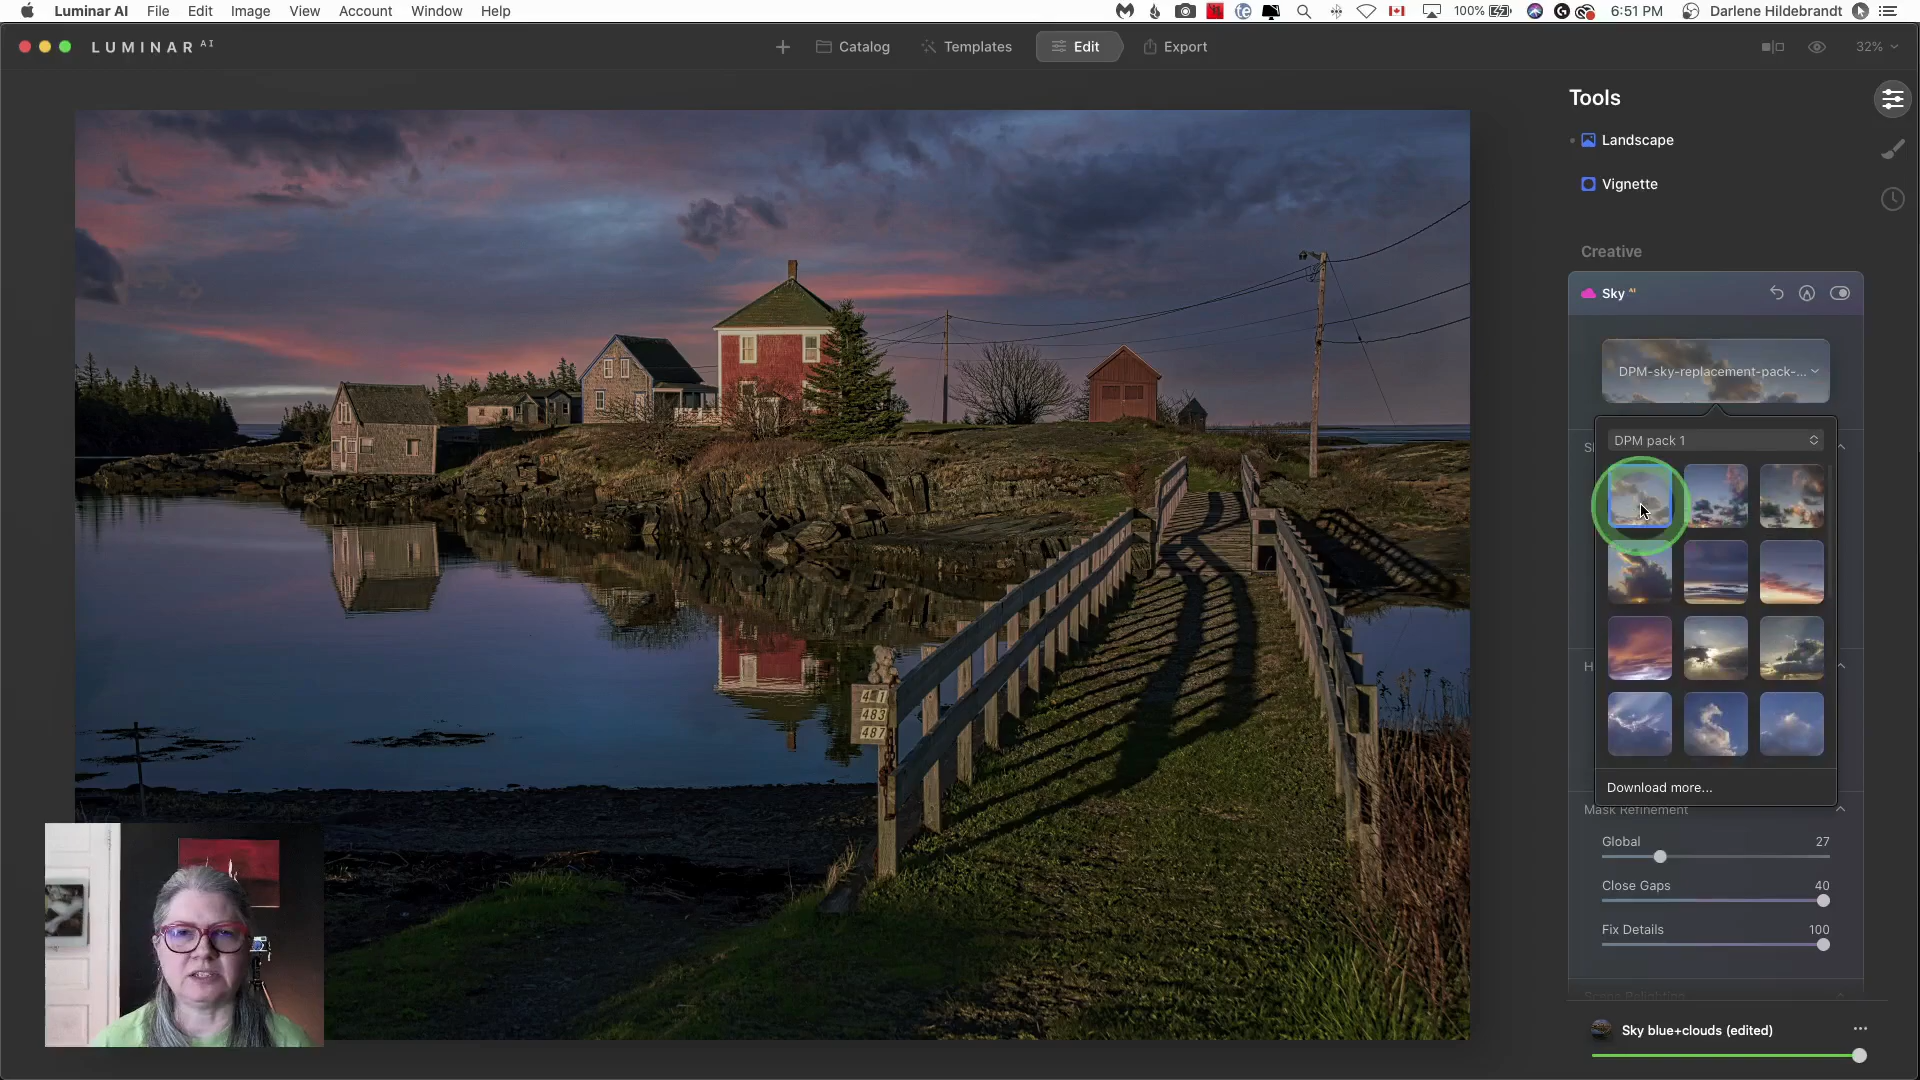 Luminar AI File Edit Image View Account Window Help 100% 6:51 PM Darlene Hildebrandt
LUMINAR AI Catalog Templates Edit Export 32%
Tools
Landscape
Vignette
Creative
Sky AI
DPM-sky-replacement-pack-...
DPM pack 1
Download more...
Mask Refinement
Global 27
Close Gaps 40
Fix Details 100
Scene Relighting
Sky blue+clouds (edited)
483
487